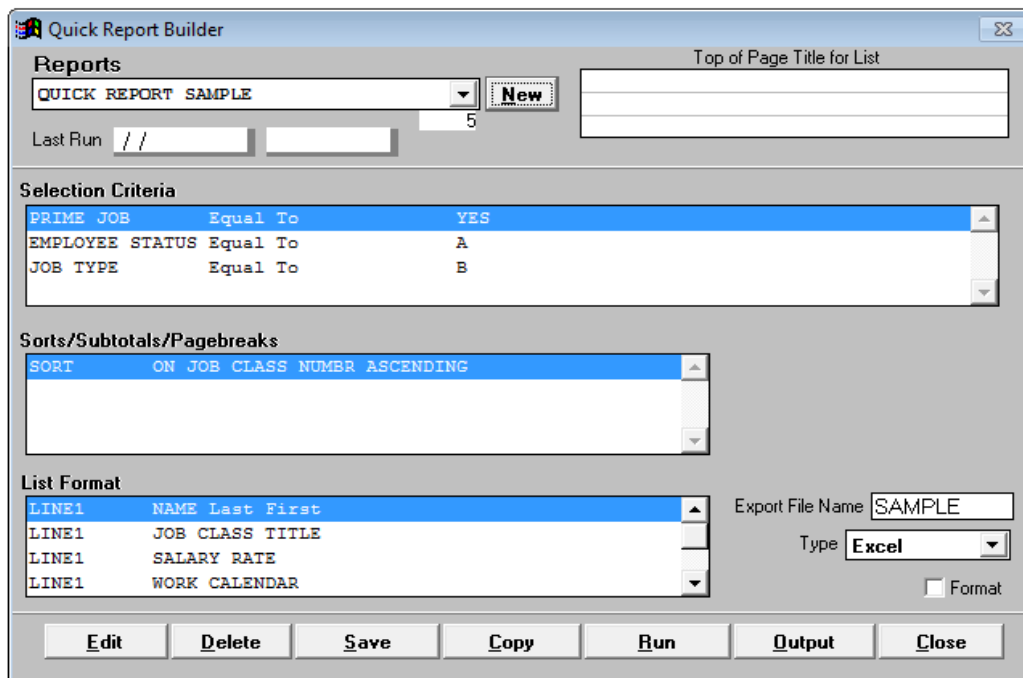 Quick Report Builder
Reports
Top of Page Title for List
QUICK REPORT SAMPLE
New
5
Last Run / /
Selection Criteria
PRIME JOB Equal To YES
EMPLOYEE STATUS Equal To A
JOB TYPE Equal To B
Sorts/Subtotals/Pagebreaks
SORT ON JOB CLASS NUMBR ASCENDING
List Format
LINE1 NAME Last First
LINE1 JOB CLASS TITLE
LINE1 SALARY RATE
LINE1 WORK CALENDAR
Export File Name SAMPLE
Type Excel
Format
Edit Delete Save Copy Run Output Close